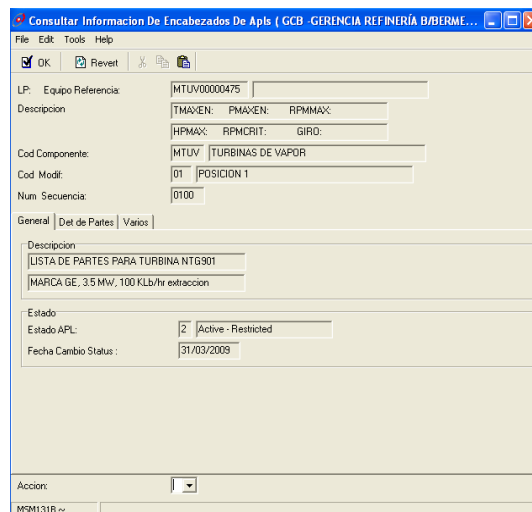 Consultar Informacion De Encabezados De Apls ( GCB -GERENCIA REFINERÍA B/BERME...
File Edit Tools Help
OK Revert
LP: Equipo Referencia: MTUV00000475
Descripcion TMAXEN: PMAXEN: RPMMAX:
HPMAX: RPMCRIT: GIRO:
Cod Componente: MTUV TURBINAS DE VAPOR
Cod Modif: 01 POSICION 1
Num Secuencia: 0100
General Det de Partes Varios
Descripcion
LISTA DE PARTES PARA TURBINA NTG901
MARCA GE, 3.5 MW, 100 KLb/hr extraccion
Estado
Estado APL: 2 Active - Restricted
Fecha Cambio Status : 31/03/2009
Accion:
MSM131B ~